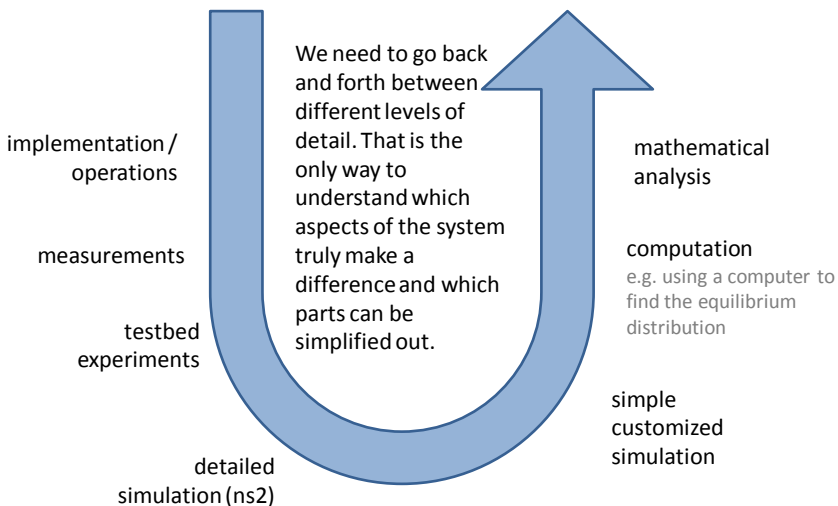 We need to go back
and forth between
different levels of
detail. That is the
only way to
understand which
aspects of the system
truly make a
difference and which
parts can be
simplified out.
implementation /
operations
measurements
testbed
experiments
detailed
simulation (ns2)
simple
customized
simulation
computation
e.g. using a computer to
find the equilibrium
distribution
mathematical
analysis